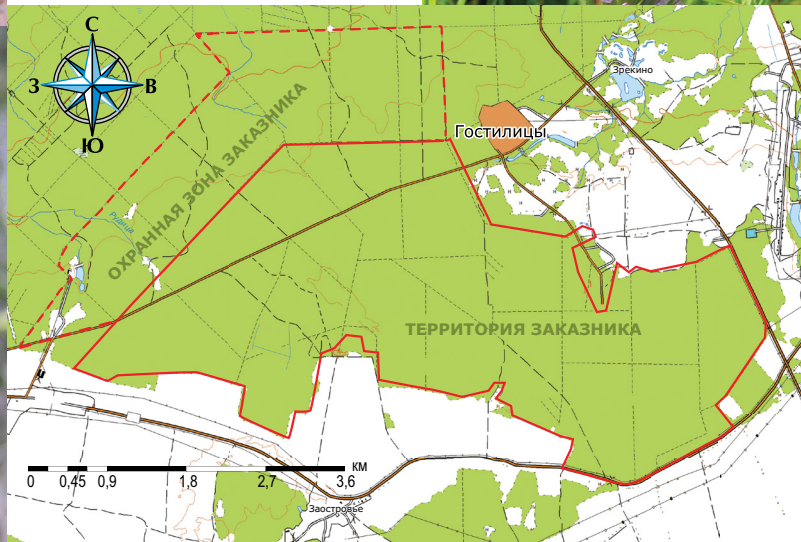 С
З
В
Ю
Зрекино
Гостилицы
ОХРАННАЯ ЗОНА ЗАКАЗНИКА
Рудица
ТЕРРИТОРИЯ ЗАКАЗНИКА
км
0 0,45 0,9 1,8 2,7 3,6
Заостровье